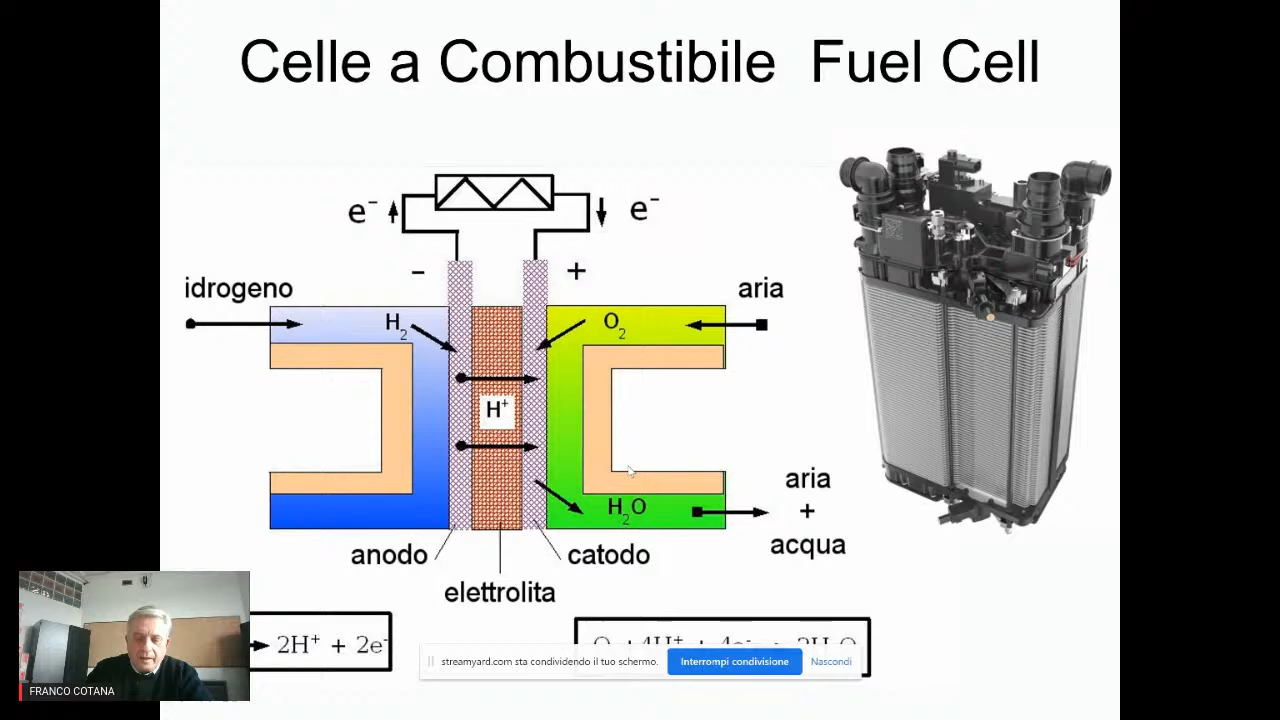 Celle a Combustibile Fuel Cell
e⁻
e⁻
-
+
idrogeno
aria
H₂
O₂
H⁺
H₂O
aria
+
acqua
anodo
catodo
elettrolita
2H⁺ + 2e⁻
streamyard.com sta condividendo il tuo schermo.
Interrompi condivisione
Nascondi
FRANCO COTANA